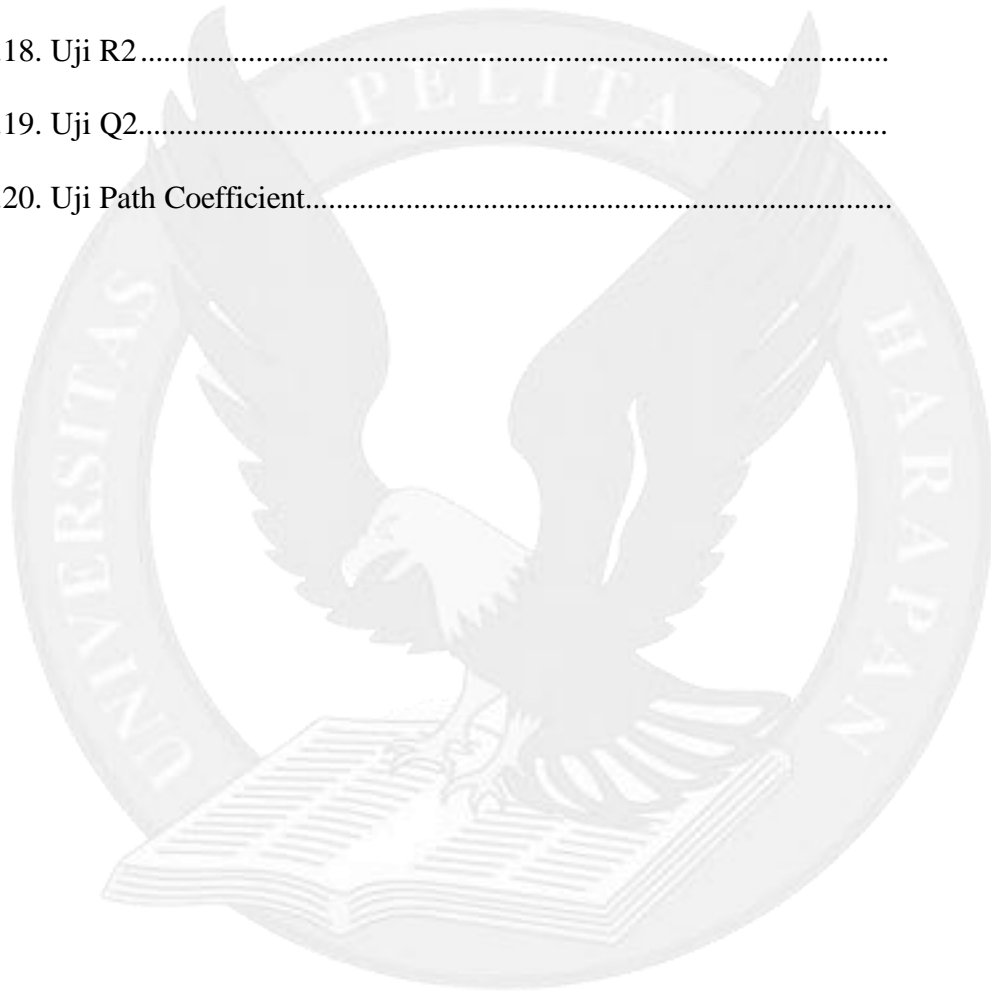 .18. Uji R2...........................................................................................
.19. Uji Q2...........................................................................................
.20. Uji Path Coefficient.......................................................................
UNIVERSITAS PELITA HARAPAN